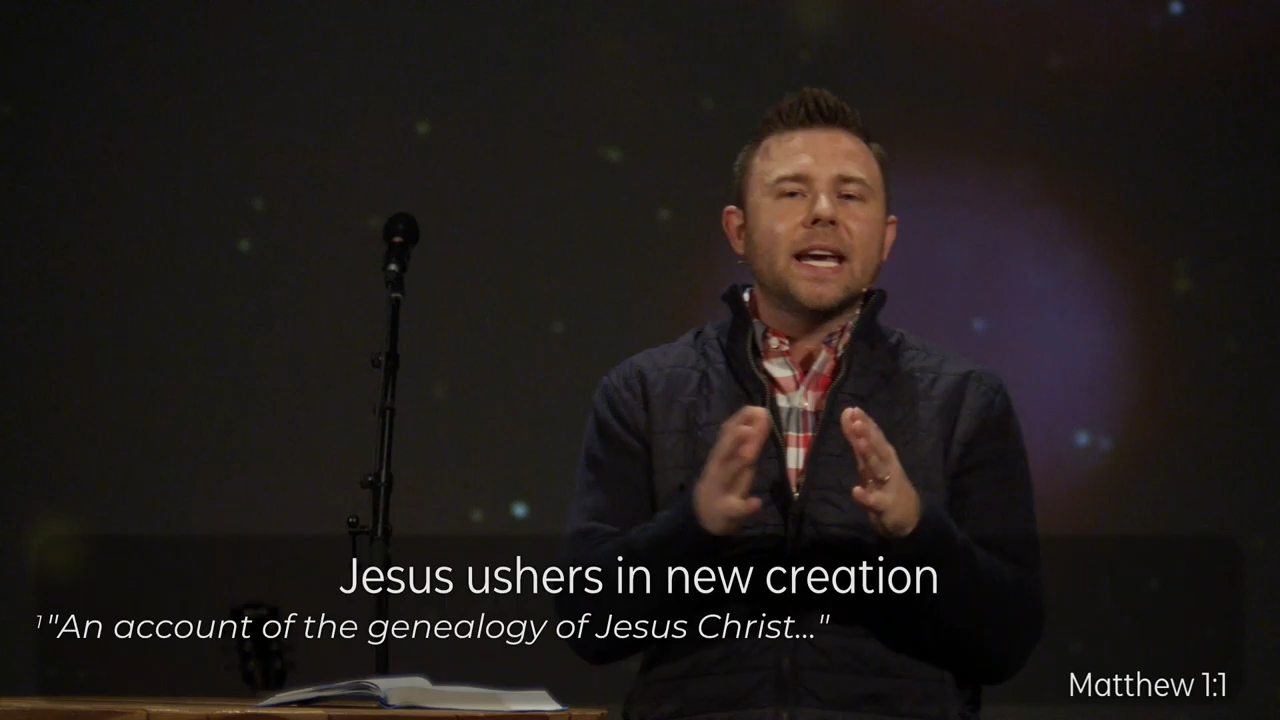 Jesus ushers in new creation
1 "An account of the genealogy of Jesus Christ..."
Matthew 1:1